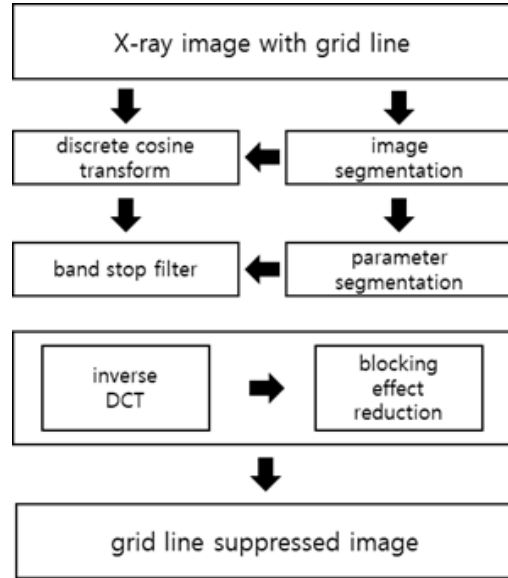 X-ray image with grid line
discrete cosine
transform
image
segmentation
band stop filter
parameter
segmentation
inverse
DCT
blocking
effect
reduction
grid line suppressed image